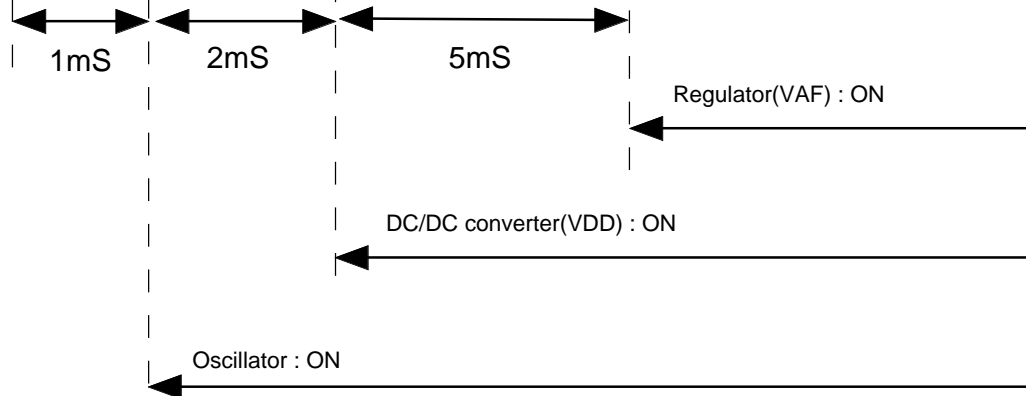 1mS 2mS 5mS
Regulator(VAF) : ON
DC/DC converter(VDD) : ON
Oscillator : ON